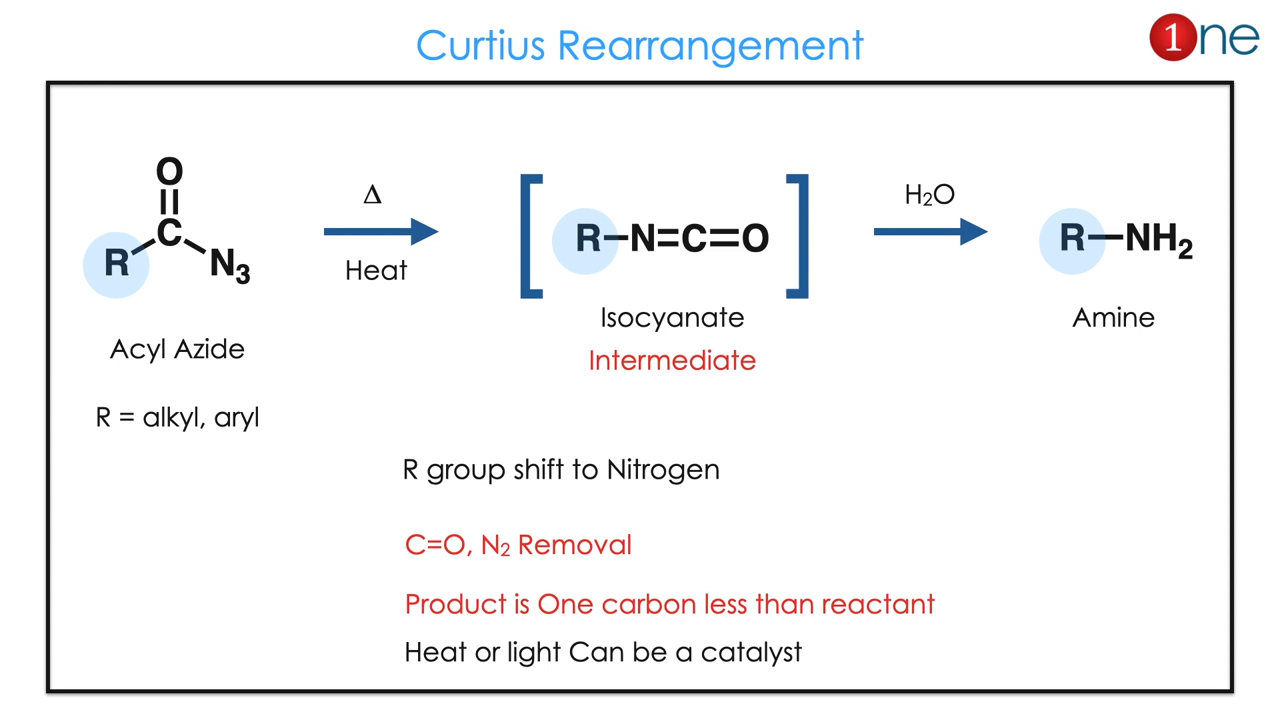 Curtius Rearrangement
1ne
O
C
R
N₃
Acyl Azide
R = alkyl, aryl
Δ
Heat
R–N=C=O
Isocyanate
Intermediate
H₂O
R–NH₂
Amine
R group shift to Nitrogen
C=O, N₂ Removal
Product is One carbon less than reactant
Heat or light Can be a catalyst